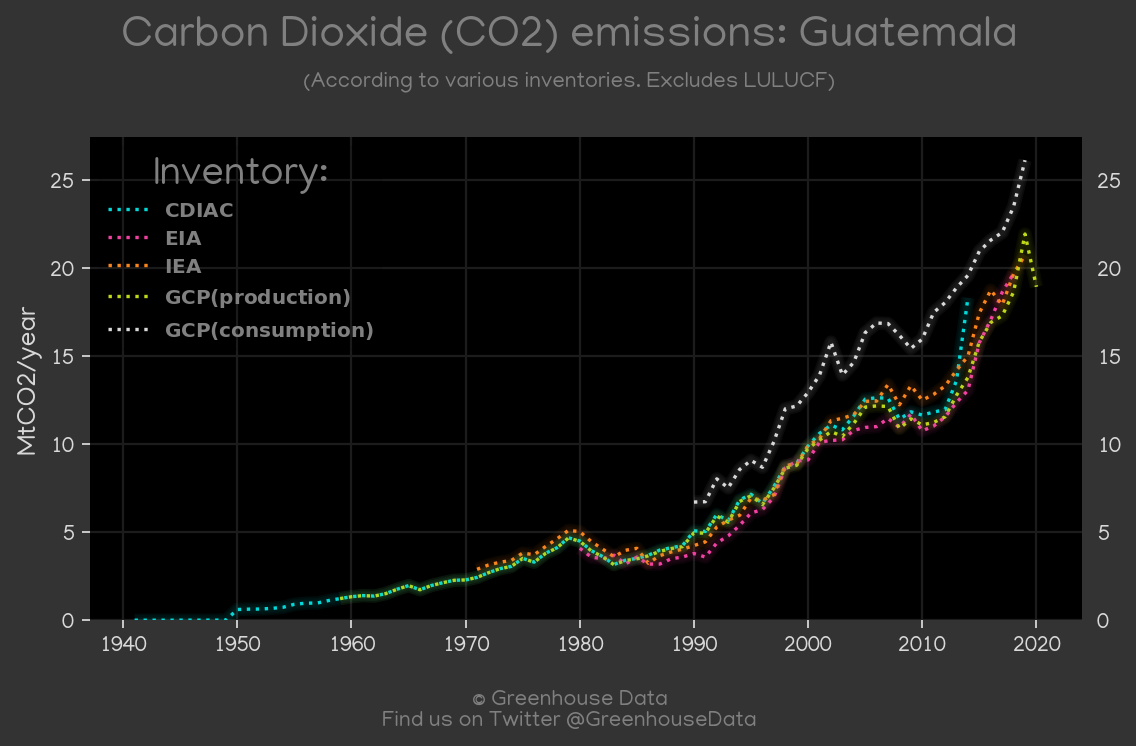 Carbon Dioxide (CO2) emissions: Guatemala
(According to various inventories. Excludes LULUCF)
Inventory:
CDIAC
EIA
IEA
GCP(production)
GCP(consumption)
MtCO2/year
25
20
15
10
5
0
25
20
15
10
5
0
1940 1950 1960 1970 1980 1990 2000 2010 2020
© Greenhouse Data
Find us on Twitter @GreenhouseData